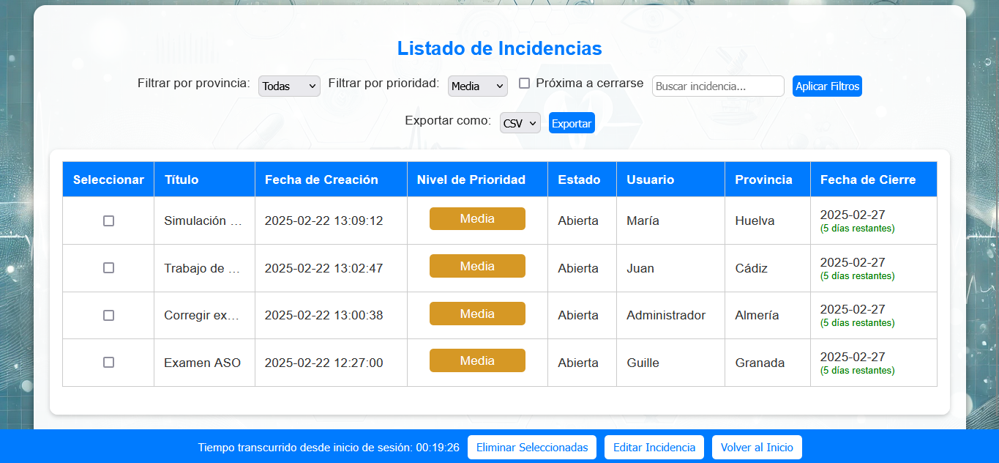 Listado de Incidencias
Filtrar por provincia: Todas Filtrar por prioridad: Media Próxima a cerrarse Buscar incidencia... Aplicar Filtros
Exportar como: CSV Exportar
Seleccionar Título Fecha de Creación Nivel de Prioridad Estado Usuario Provincia Fecha de Cierre
Simulación ... 2025-02-22 13:09:12 Media Abierta María Huelva 2025-02-27
(5 días restantes)
Trabajo de ... 2025-02-22 13:02:47 Media Abierta Juan Cádiz 2025-02-27
(5 días restantes)
Corregir ex... 2025-02-22 13:00:38 Media Abierta Administrador Almería 2025-02-27
(5 días restantes)
Examen ASO 2025-02-22 12:27:00 Media Abierta Guille Granada 2025-02-27
(5 días restantes)
Tiempo transcurrido desde inicio de sesión: 00:19:26 Eliminar Seleccionadas Editar Incidencia Volver al Inicio